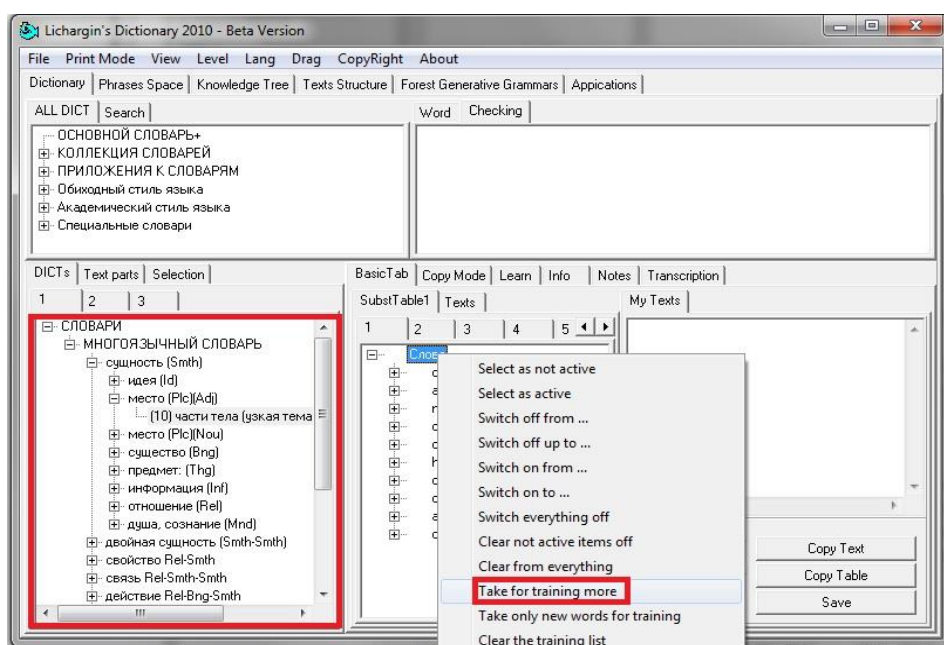 Lichargin's Dictionary 2010 - Beta Version
File Print Mode View Level Lang Drag CopyRight About
Dictionary Phrases Space Knowledge Tree Texts Structure Forest Generative Grammars Appications
ALL DICT Search
Word Checking
ОСНОВНОЙ СЛОВАРЬ+
КОЛЛЕКЦИЯ СЛОВАРЕЙ
ПРИЛОЖЕНИЯ К СЛОВАРЯМ
Обиходный стиль языка
Академический стиль языка
Специальные словари
DICTs Text parts Selection
1 2 3
СЛОВАРИ
МНОГОЯЗЫЧНЫЙ СЛОВАРЬ
сущность (Smth)
идея (Id)
место (Plc)(Adj)
(10) части тела (узкая тема
место (Plc)(Nou)
существо (Bng)
предмет: (Thg)
информация (Inf)
отношение (Rel)
душа, сознание (Mnd)
двойная сущность (Smth-Smth)
свойство Rel-Smth
связь Rel-Smth-Smth
действие Rel-Bng-Smth
BasicTab Copy Mode Learn Info Notes Transcription
SubstTable1 Texts
My Texts
1 2 3 4 5
Select as not active
Select as active
Switch off from ...
Switch off up to ...
Switch on from ...
Switch on to ...
Switch everything off
Clear not active items off
Clear from everything
Take for training more
Take only new words for training
Clear the training list
Copy Text
Copy Table
Save